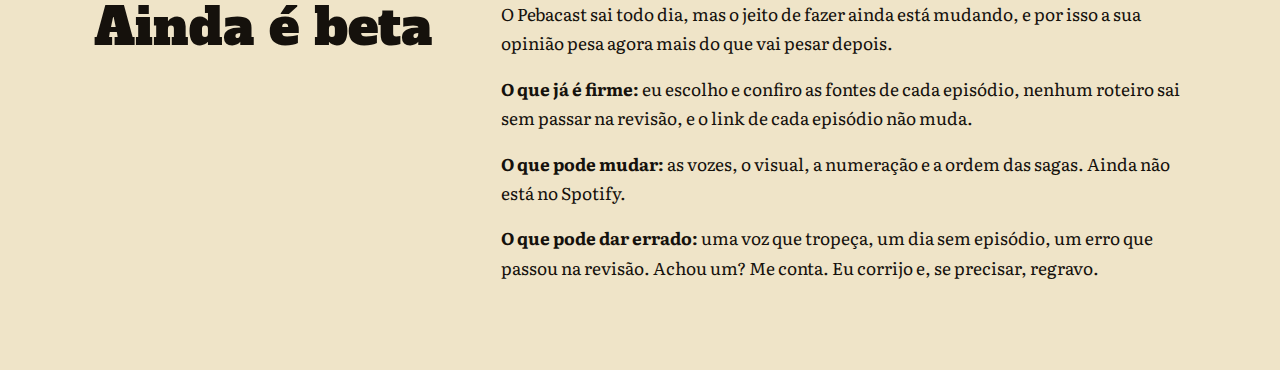 Ainda é beta
O Pebacast sai todo dia, mas o jeito de fazer ainda está mudando, e por isso a sua
opinião pesa agora mais do que vai pesar depois.
O que já é firme: eu escolho e confiro as fontes de cada episódio, nenhum roteiro sai
sem passar na revisão, e o link de cada episódio não muda.
O que pode mudar: as vozes, o visual, a numeração e a ordem das sagas. Ainda não
está no Spotify.
O que pode dar errado: uma voz que tropeça, um dia sem episódio, um erro que
passou na revisão. Achou um? Me conta. Eu corrijo e, se precisar, regravo.